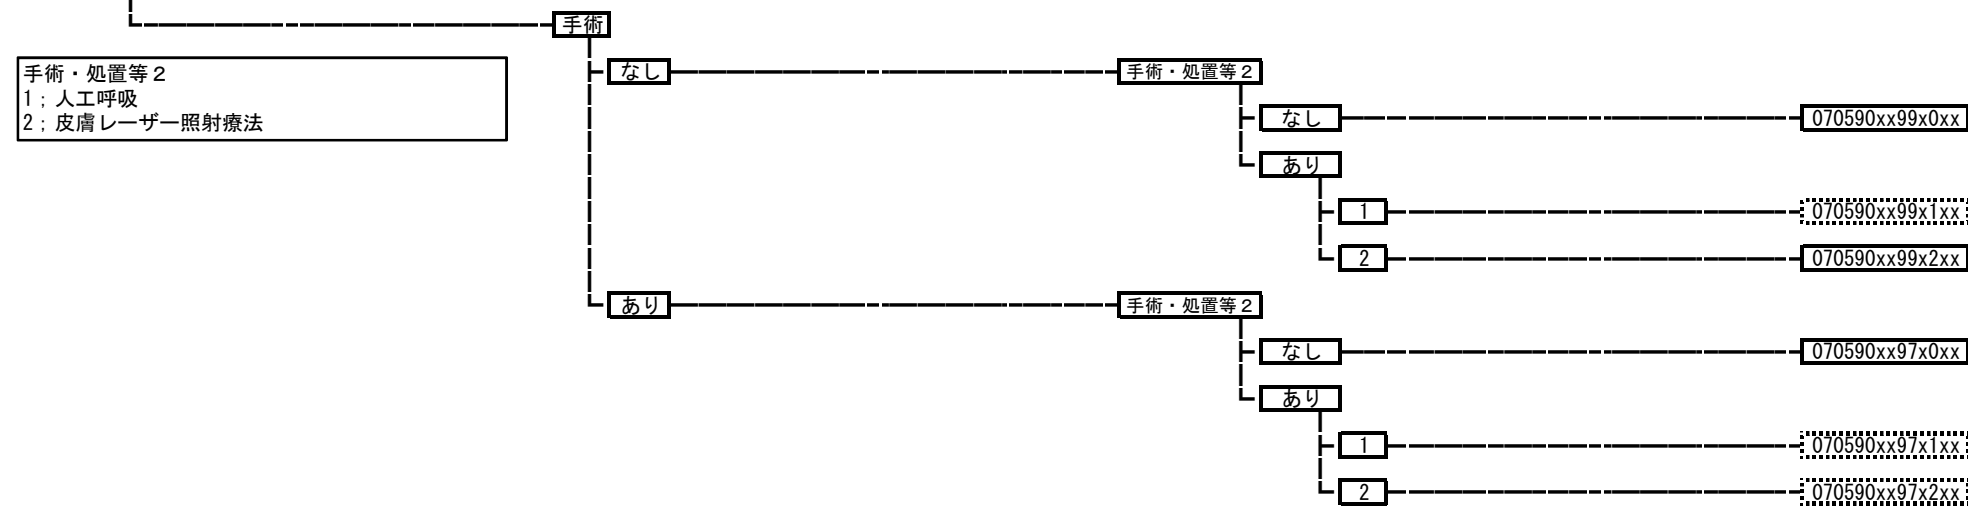 手術
手術・処置等２
1；人工呼吸
2；皮膚レーザー照射療法
なし
手術・処置等２
なし
070590xx99x0xx
あり
1
070590xx99x1xx
2
070590xx99x2xx
あり
手術・処置等２
なし
070590xx97x0xx
あり
1
070590xx97x1xx
2
070590xx97x2xx